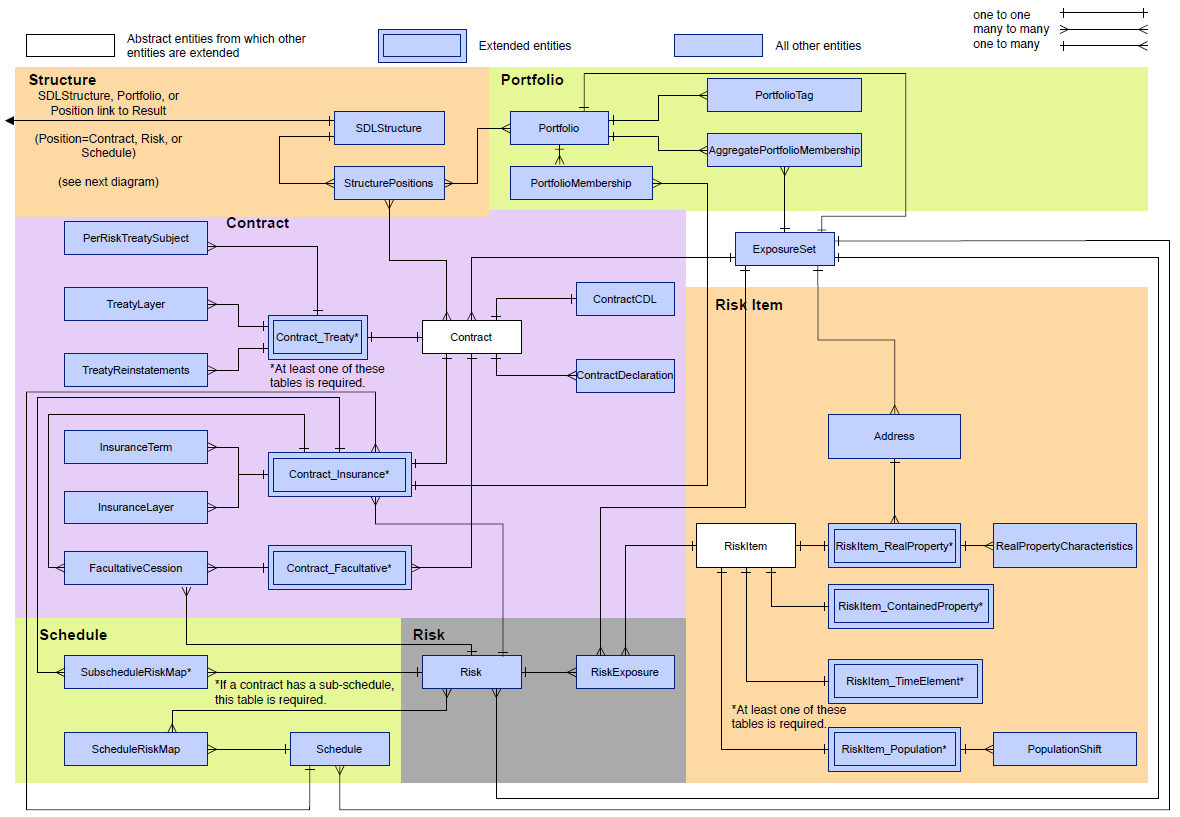 one to one
many to many
one to many
Abstract entities from which other
entities are extended
Extended entities
All other entities
Structure
SDLStructure, Portfolio, or
Position link to Result
(Position=Contract, Risk, or
Schedule)
(see next diagram)
SDLStructure
StructurePositions
Portfolio
Portfolio
PortfolioTag
AggregatePortfolioMembership
PortfolioMembership
Contract
PerRiskTreatySubject
TreatyLayer
TreatyReinstatements
Contract_Treaty*
*At least one of these
tables is required.
Contract
ContractCDL
ContractDeclaration
ExposureSet
InsuranceTerm
InsuranceLayer
Contract_Insurance*
FacultativeCession
Contract_Facultative*
Risk Item
Address
RiskItem
RiskItem_RealProperty*
RealPropertyCharacteristics
RiskItem_ContainedProperty*
RiskItem_TimeElement*
*At least one of these
tables is required.
RiskItem_Population*
PopulationShift
Schedule
SubscheduleRiskMap*
*If a contract has a sub-schedule,
this table is required.
ScheduleRiskMap
Schedule
Risk
Risk
RiskExposure